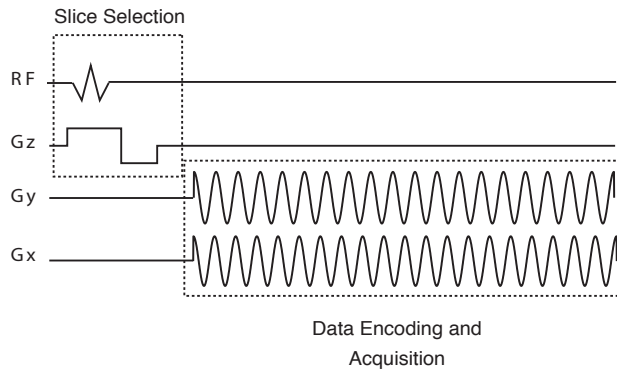 Slice Selection
RF
Gz
Gy
Gx
Data Encoding and
Acquisition